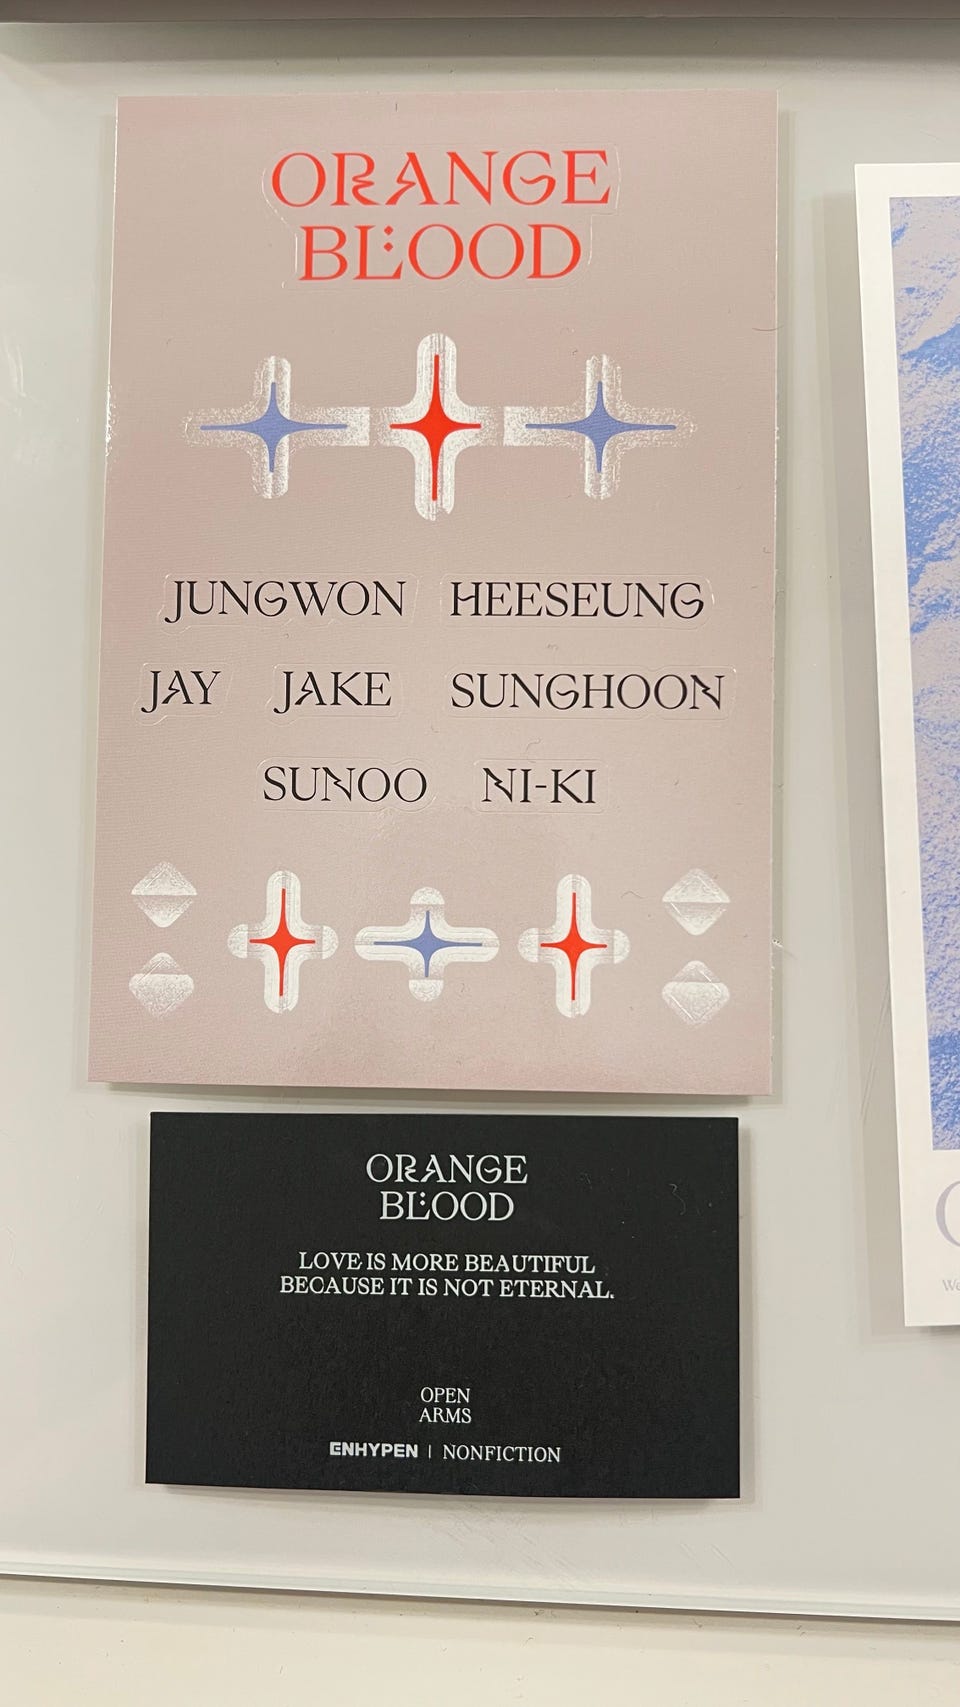 ORANGE
BLOOD
JUNGWON HEESEUNG
JAY JAKE SUNGHOON
SUNOO NI-KI
ORANGE
BLOOD
LOVE IS MORE BEAUTIFUL
BECAUSE IT IS NOT ETERNAL.
OPEN
ARMS
ENHYPEN | NONFICTION